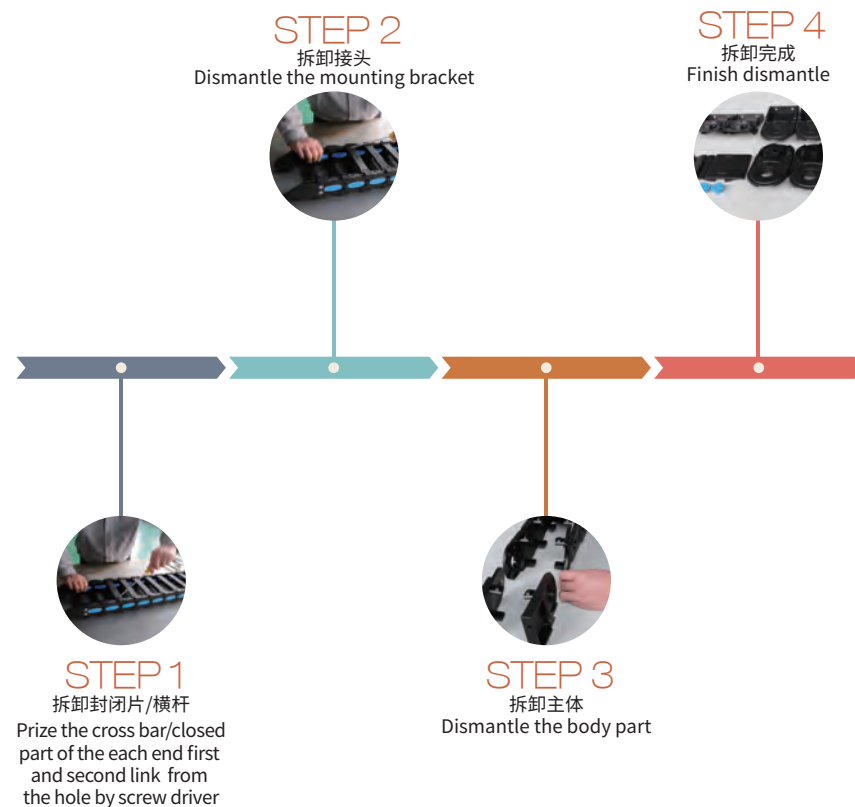 STEP 1
拆卸封闭片/横杆
Prize the cross bar/closed
part of the each end first
and second link from
the hole by screw driver
STEP 2
拆卸接头
Dismantle the mounting bracket
STEP 3
拆卸主体
Dismantle the body part
STEP 4
拆卸完成
Finish dismantle